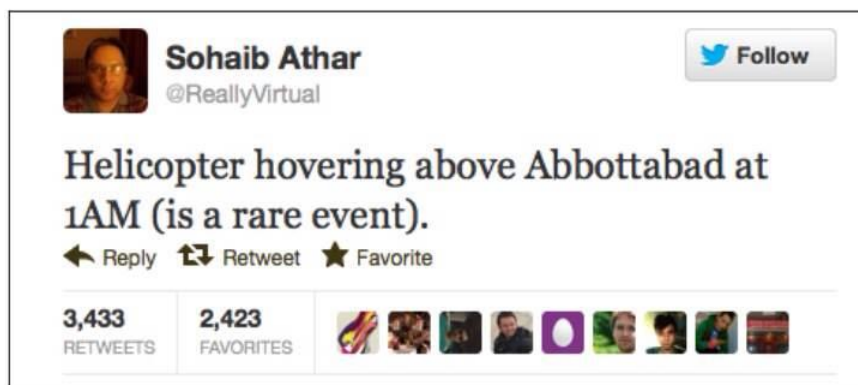 Sohaib Athar
Follow
@ReallyVirtual
Helicopter hovering above Abbottabad at
1AM (is a rare event).
Reply Retweet Favorite
3,433 2,423
RETWEETS FAVORITES